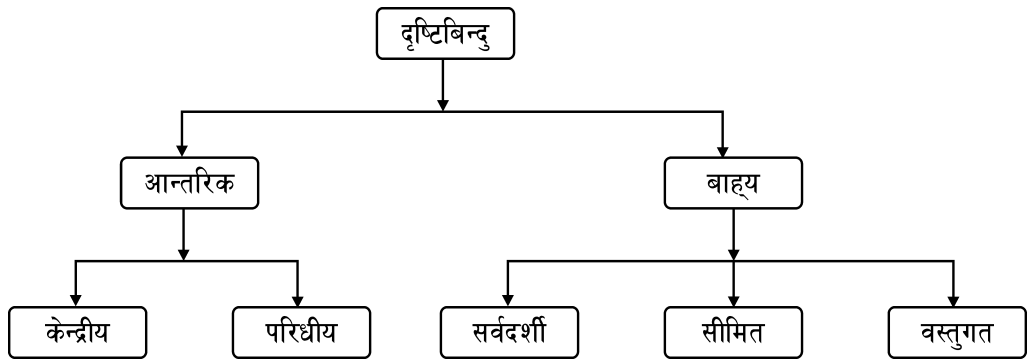 दृष्टिबिन्दु
आन्तरिक
बाह्य
केन्द्रीय
परिधीय
सर्वदर्शी
सीमित
वस्तुगत